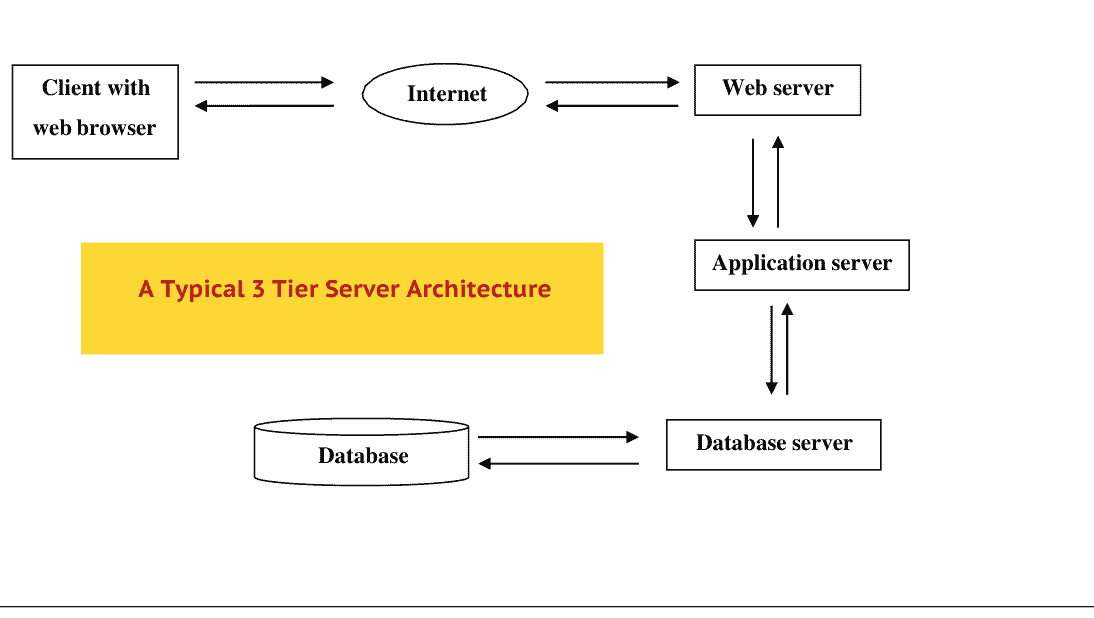 Client with
web browser
Internet
Web server
Application server
A Typical 3 Tier Server Architecture
Database
Database server